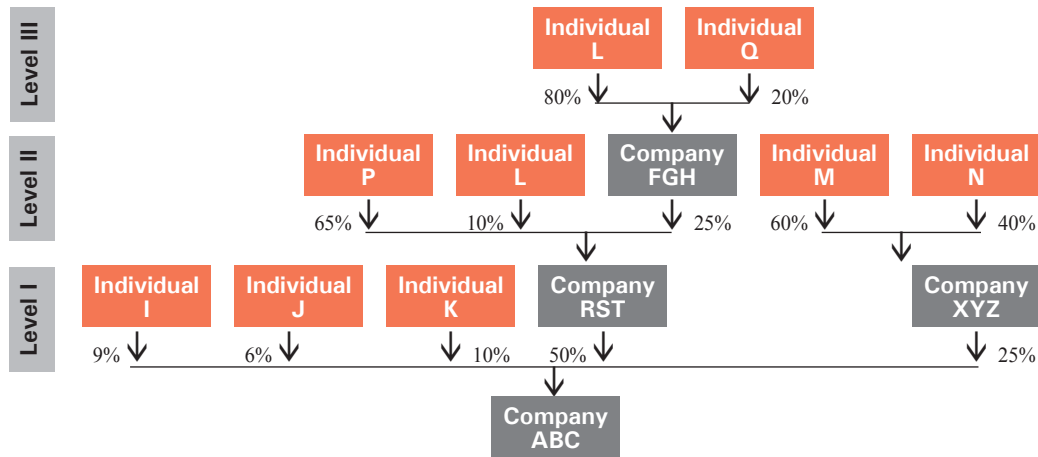 Level III
Individual
L
Individual
Q
80%
20%
Level II
Individual
P
Individual
L
Company
FGH
Individual
M
Individual
N
65%
10%
25%
60%
40%
Level I
Individual
I
Individual
J
Individual
K
Company
RST
Company
XYZ
9%
6%
10%
50%
25%
Company
ABC